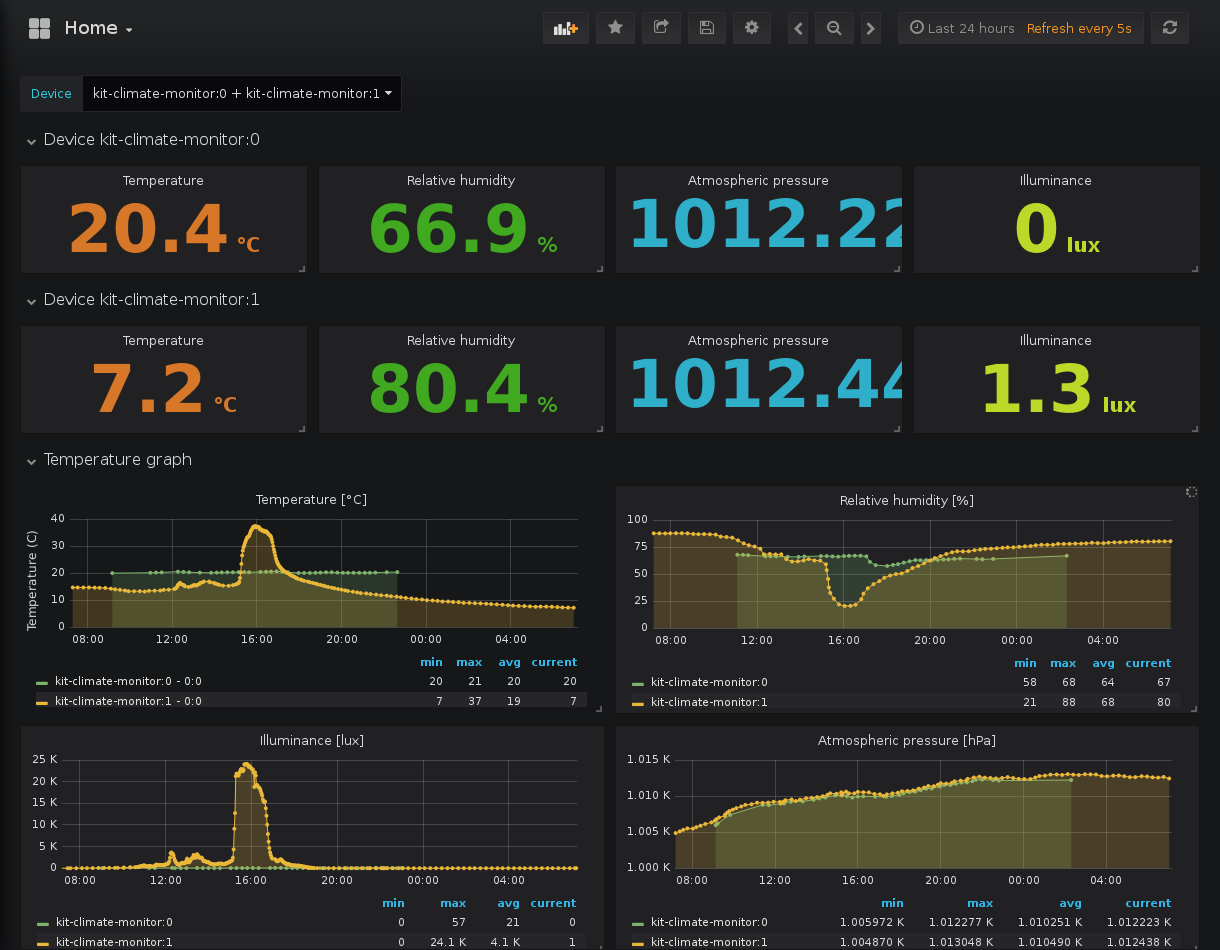 Home
Last 24 hours Refresh every 5s
Device kit-climate-monitor:0 + kit-climate-monitor:1
Device kit-climate-monitor:0
Temperature Relative humidity Atmospheric pressure Illuminance
20.4 °C 66.9 % 1012.22 0 lux
Device kit-climate-monitor:1
Temperature Relative humidity Atmospheric pressure Illuminance
7.2 °C 80.4 % 1012.44 1.3 lux
Temperature graph
Temperature [°C]
Temperature (C)
40
30
20
10
0
08:00 12:00 16:00 20:00 00:00 04:00
min max avg current
kit-climate-monitor:0 - 0:0 20 21 20 20
kit-climate-monitor:1 - 0:0 7 37 19 7
Relative humidity [%]
100
75
50
25
0
08:00 12:00 16:00 20:00 00:00 04:00
min max avg current
kit-climate-monitor:0 58 68 64 67
kit-climate-monitor:1 21 88 68 80
Illuminance [lux]
25 K
20 K
15 K
10 K
5 K
0
08:00 12:00 16:00 20:00 00:00 04:00
min max avg current
kit-climate-monitor:0 0 57 21 0
kit-climate-monitor:1 0 24.1 K 4.1 K 1
Atmospheric pressure [hPa]
1.015 K
1.010 K
1.005 K
1.000 K
08:00 12:00 16:00 20:00 00:00 04:00
min max avg current
kit-climate-monitor:0 1.005972 K 1.012277 K 1.010251 K 1.012223 K
kit-climate-monitor:1 1.004870 K 1.013048 K 1.010490 K 1.012438 K